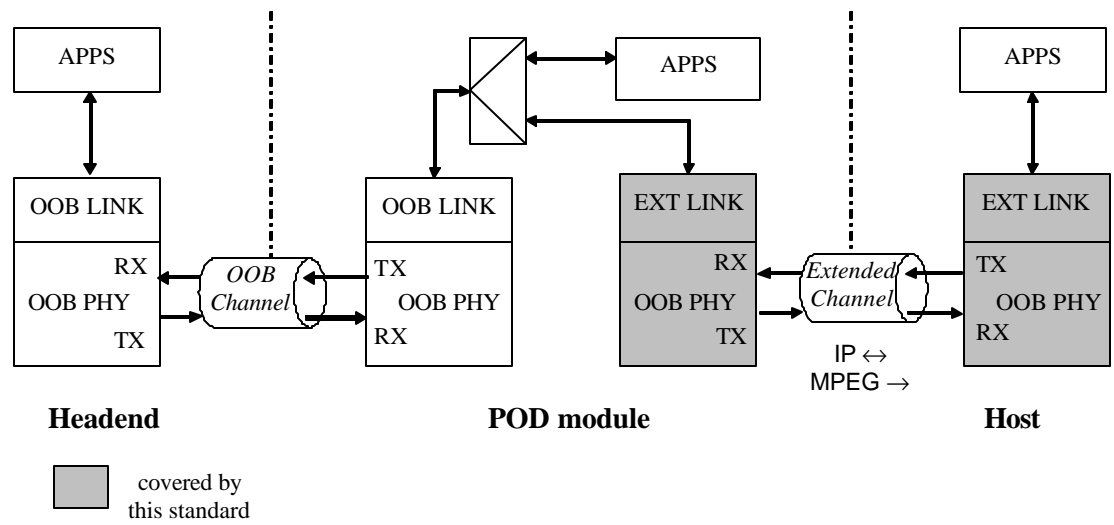 APPS
APPS
APPS
OOB LINK
OOB LINK
EXT LINK
EXT LINK
RX
OOB PHY
TX
OOB
Channel
TX
OOB PHY
RX
RX
OOB PHY
TX
Extended
Channel
TX
OOB PHY
RX
IP ↔
MPEG →
Headend
POD module
Host
covered by
this standard